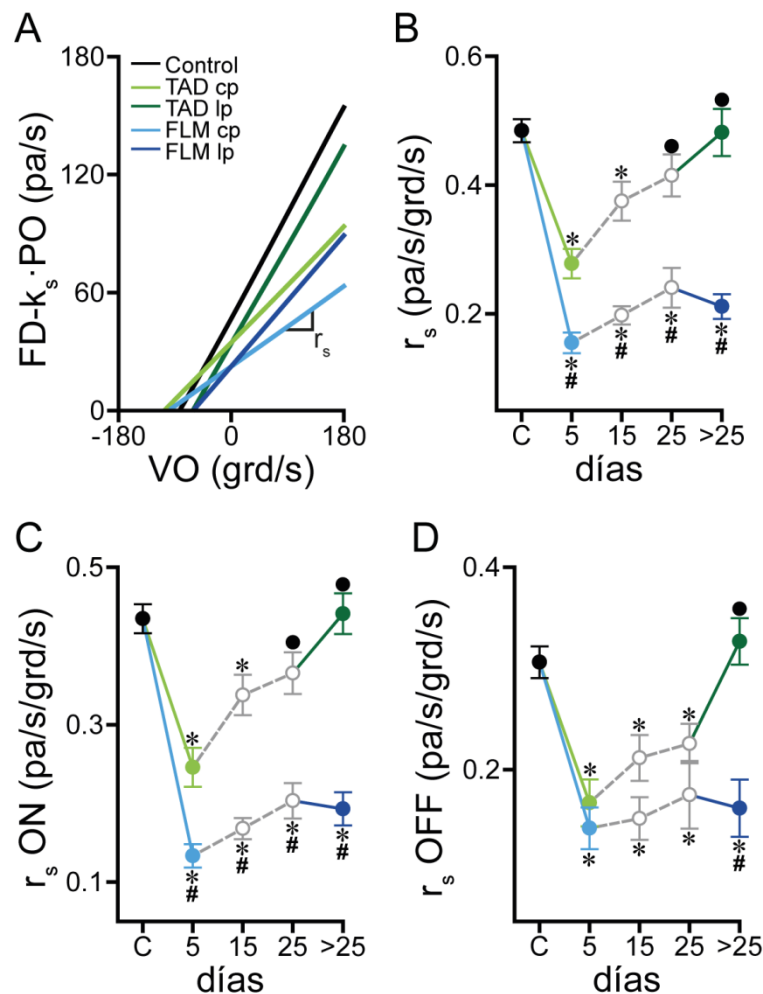 A
FD-ks·PO (pa/s)
180
120
60
0
-180
0
180
VO (grd/s)
Control
TAD cp
TAD lp
FLM cp
FLM lp
rs
B
rs (pa/s/grd/s)
0.6
0.4
0.2
*
*
*
#
*
#
*
#
*
#
C 5 15 25 >25
días
C
rs ON (pa/s/grd/s)
0.5
0.3
0.1
*
*
*
#
*
#
*
#
*
#
C 5 15 25 >25
días
D
rs OFF (pa/s/grd/s)
0.4
0.2
*
*
*
*
*
*
*
#
C 5 15 25 >25
días